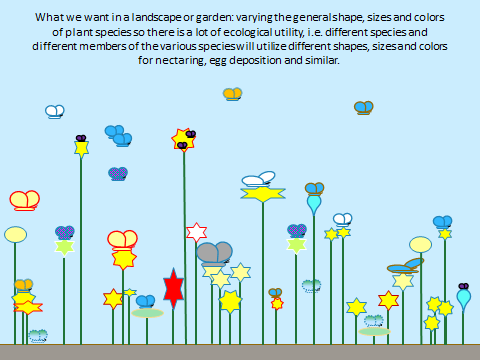 What we want in a landscape or garden: varying the general shape, sizes and colors
of plant species so there is a lot of ecological utility, i.e. different species and
different members of the various species will utilize different shapes, sizes and colors
for nectaring, egg deposition and similar.